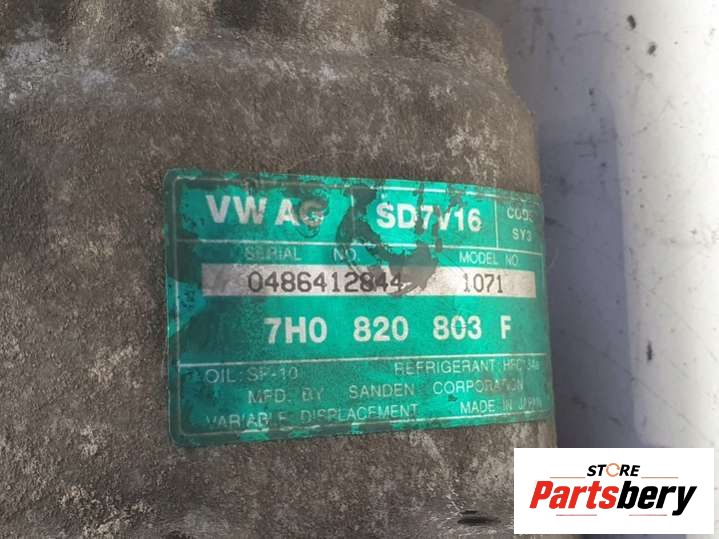 VW AG SD7V16 CODE
SY3
SERIAL NO. MODEL NO.
0486412844 1071
7H0 820 803 F
OIL: SP-10 REFRIGERANT: HFC134a
MFD. BY SANDEN CORPORATION
VARIABLE DISPLACEMENT MADE IN JAPAN
STORE
Partsbery